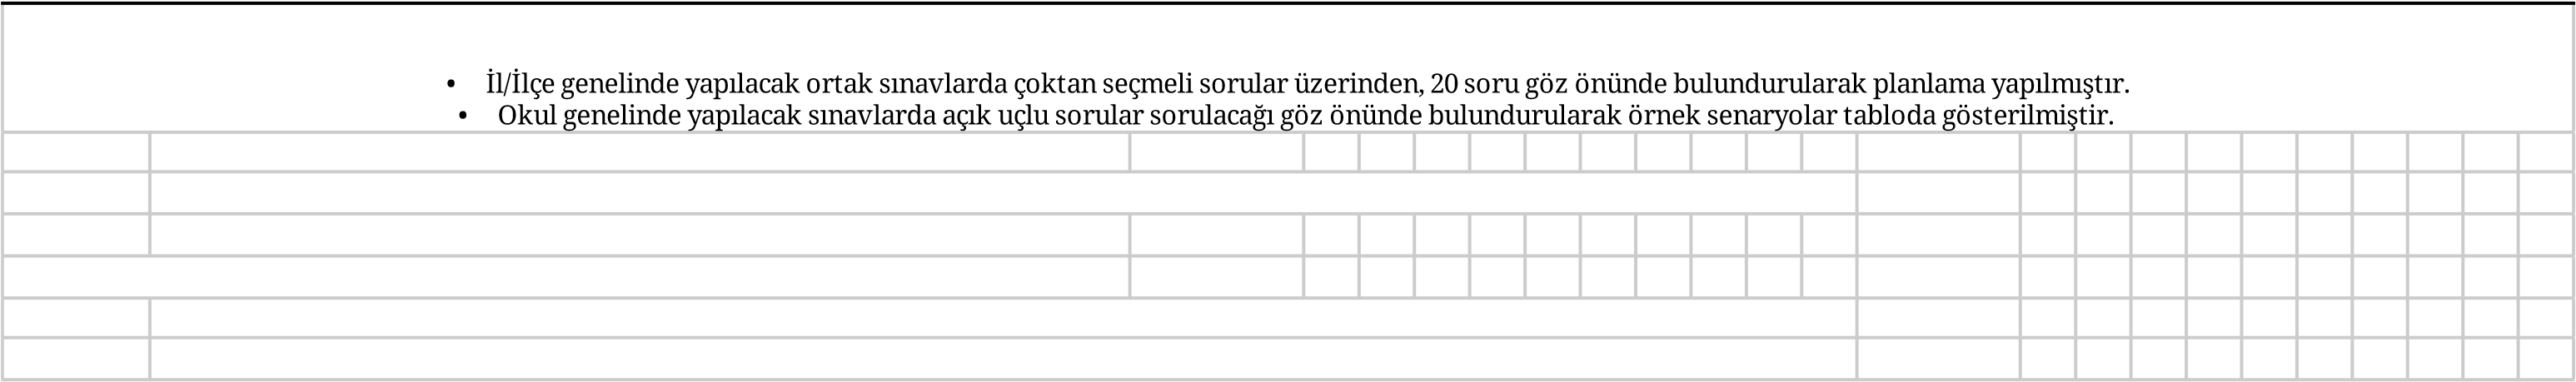 • İl/İlçe genelinde yapılacak ortak sınavlarda çoktan seçmeli sorular üzerinden, 20 soru göz önünde bulundurularak planlama yapılmıştır.
• Okul genelinde yapılacak sınavlarda açık uçlu sorular sorulacağı göz önünde bulundurularak örnek senaryolar tabloda gösterilmiştir.